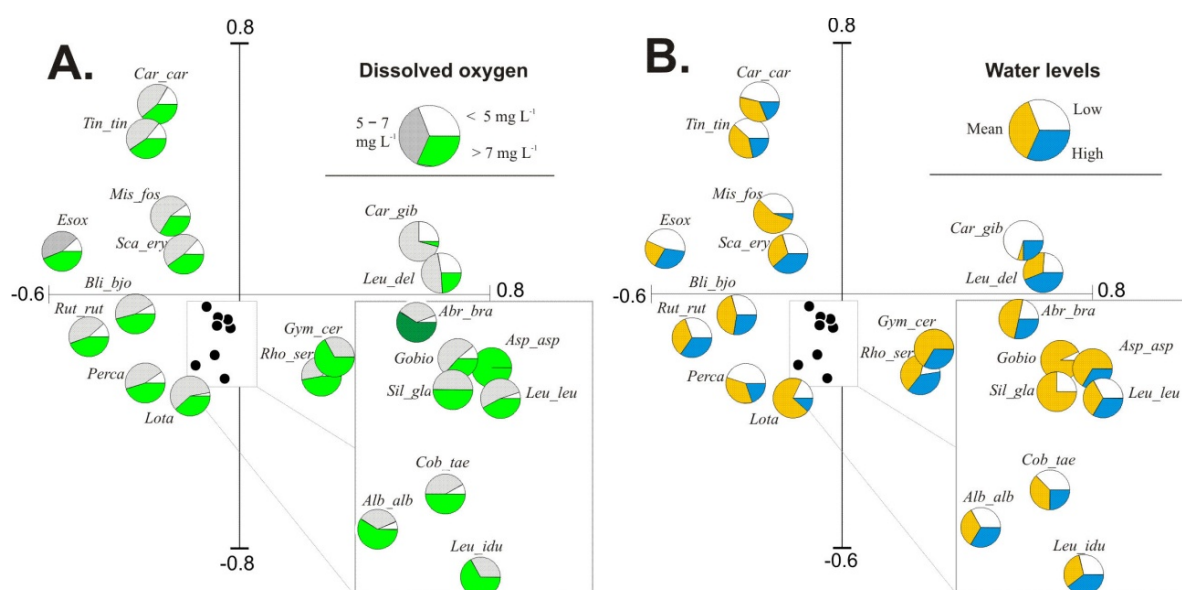 A.
0.8
Dissolved oxygen
5 – 7
mg L⁻¹
< 5 mg L⁻¹
> 7 mg L⁻¹
Car_car
Tin_tin
Mis_fos
Esox
Sca_ery
Car_gib
Leu_del
-0.6
0.8
Bli_bjo
Rut_rut
Abr_bra
Gym_cer
Rho_ser
Gobio
Asp_asp
Perca
Sil_gla
Leu_leu
Lota
Cob_tae
Alb_alb
Leu_idu
-0.8
B.
0.8
Water levels
Mean
Low
High
Car_car
Tin_tin
Mis_fos
Esox
Sca_ery
Car_gib
Leu_del
-0.6
0.8
Bli_bjo
Rut_rut
Abr_bra
Gym_cer
Rho_ser
Gobio
Asp_asp
Perca
Sil_gla
Leu_leu
Lota
Cob_tae
Alb_alb
Leu_idu
-0.6